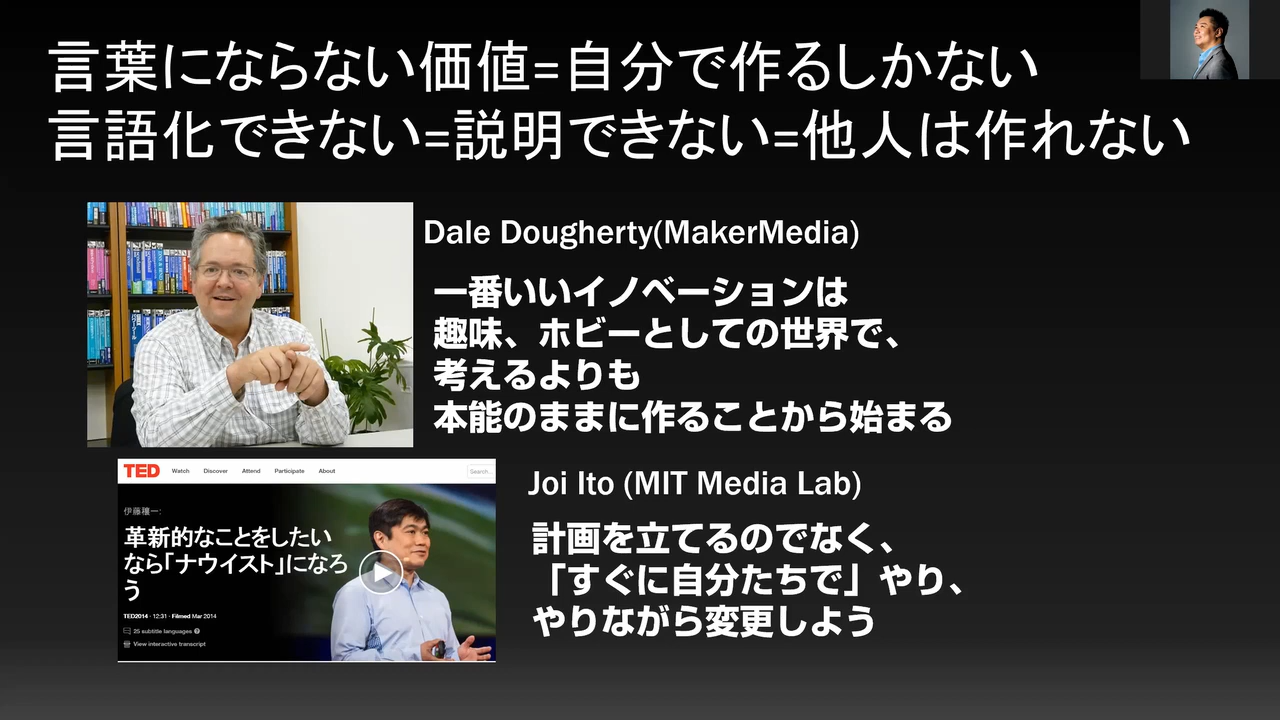 言葉にならない価値=自分で作るしかない
言語化できない=説明できない=他人は作れない
Dale Dougherty(MakerMedia)
一番いいイノベーションは
趣味、ホビーとしての世界で、
考えるよりも
本能のままに作ることから始まる
TED Watch Discover Attend Participate About Search...
伊藤穰一:
革新的なことをしたい
なら「ナウイスト」になろ
う
TED2014 · 12:31 · Filmed Mar 2014
25 subtitle languages
View interactive transcript
Joi Ito (MIT Media Lab)
計画を立てるのでなく、
「すぐに自分たちで」やり、
やりながら変更しよう